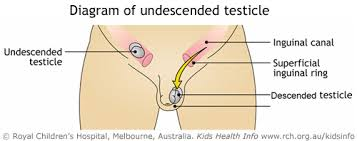 Diagram of undescended testicle
Undescended
testicle
Inguinal canal
Superficial
inguinal ring
Descended testicle
© Royal Children's Hospital, Melbourne, Australia. Kids Health Info www.rch.org.au/kidsinfo